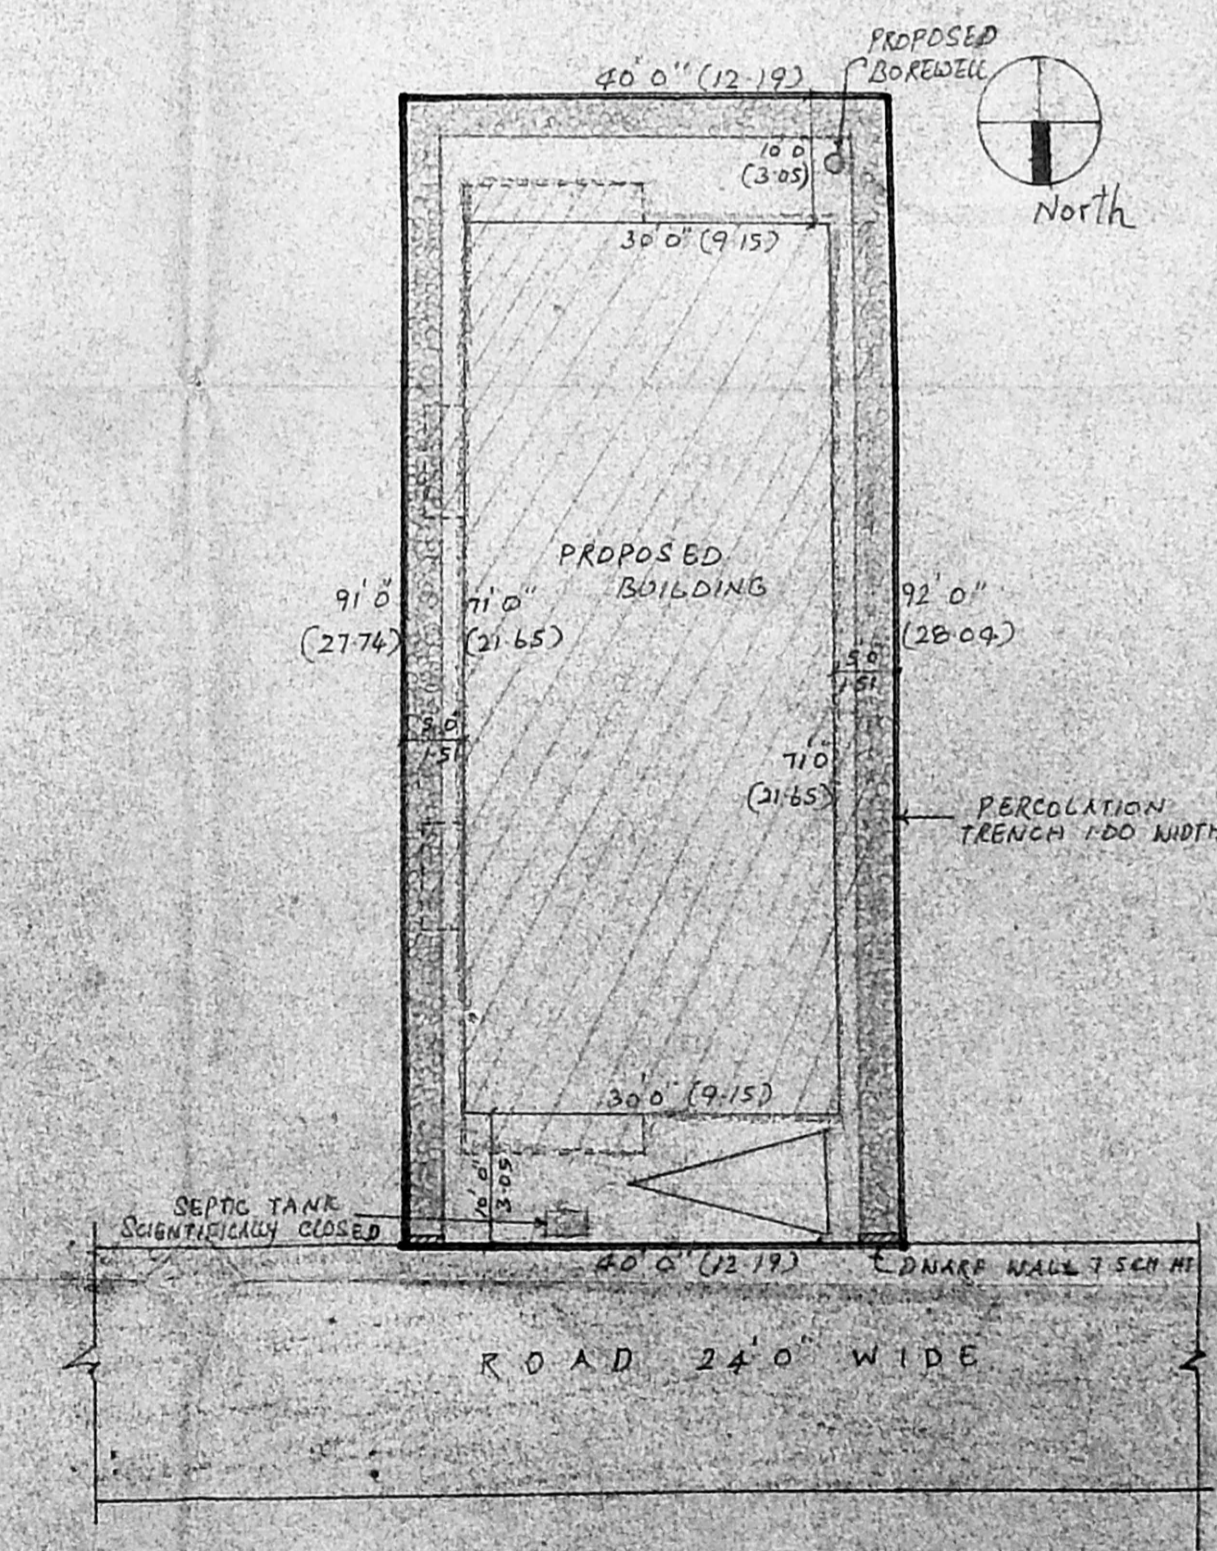 PROPOSED
BOREWELL
40'0" (12.19)
10'0
(3.05)
North
30'0" (9.15)
PROPOSED
BUILDING
91'0"
(27.74)
71'0"
(21.65)
92'0"
(28.04)
5'0
1.51
5'0"
1.51
71'0"
(21.65)
PERCOLATION
TRENCH 1.00 WIDTH
30'0" (9.15)
10'0"
3.05
SEPTIC TANK
SCIENTIFICALLY CLOSED
40'0" (12.19)
DWARF WALL 7.5CM HT
ROAD 24'0" WIDE